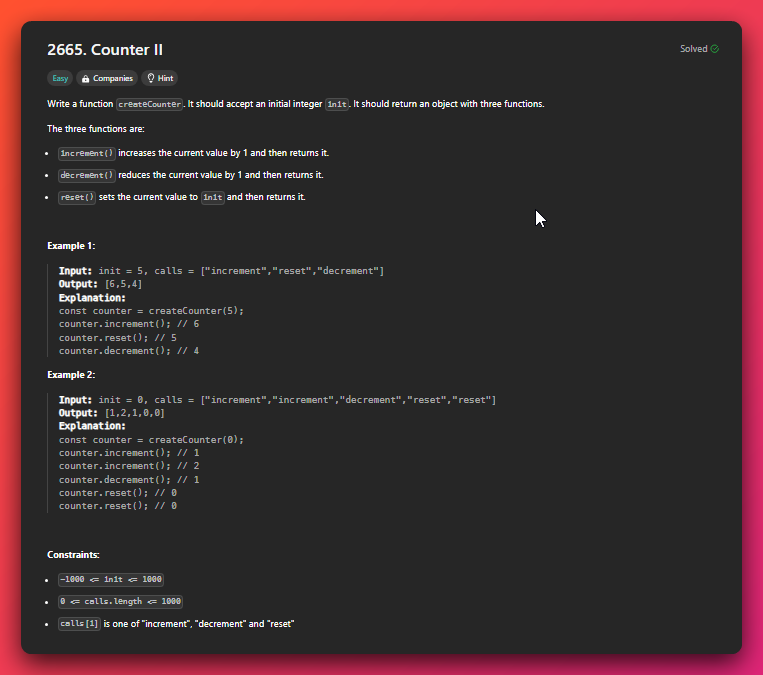 2665. Counter II
Solved
Easy Companies Hint
Write a function createCounter. It should accept an initial integer init. It should return an object with three functions.
The three functions are:
increment() increases the current value by 1 and then returns it.
decrement() reduces the current value by 1 and then returns it.
reset() sets the current value to init and then returns it.
Example 1:
Input: init = 5, calls = ["increment","reset","decrement"]
Output: [6,5,4]
Explanation:
const counter = createCounter(5);
counter.increment(); // 6
counter.reset(); // 5
counter.decrement(); // 4
Example 2:
Input: init = 0, calls = ["increment","increment","decrement","reset","reset"]
Output: [1,2,1,0,0]
Explanation:
const counter = createCounter(0);
counter.increment(); // 1
counter.increment(); // 2
counter.decrement(); // 1
counter.reset(); // 0
counter.reset(); // 0
Constraints:
-1000 <= init <= 1000
0 <= calls.length <= 1000
calls[i] is one of "increment", "decrement" and "reset"